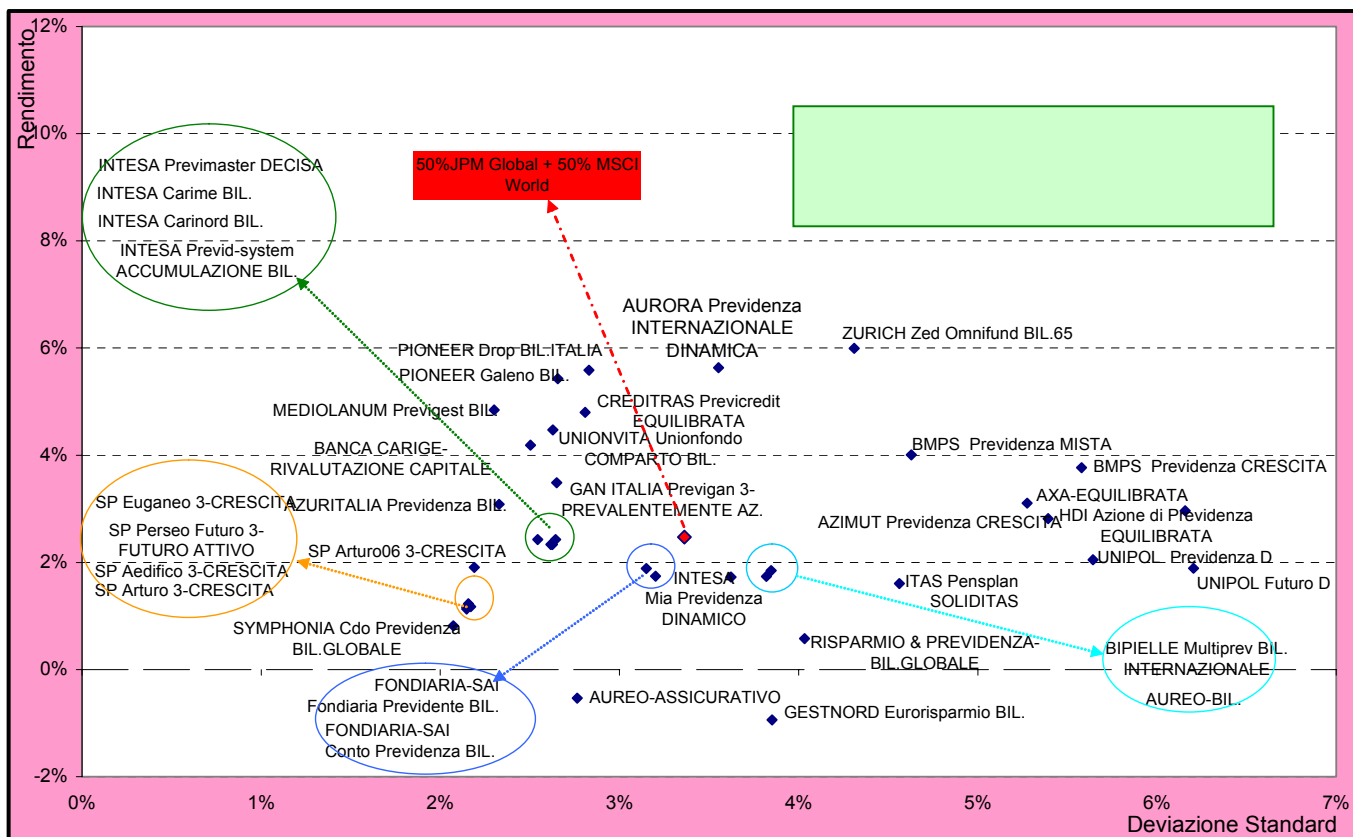 Rendimento
12%
10%
8%
6%
4%
2%
0%
-2%
INTESA Previmaster DECISA
INTESA Carime BIL.
INTESA Carinord BIL.
INTESA Previd-system
ACCUMULAZIONE BIL.
50%JPM Global + 50% MSCI
World
AURORA Previdenza
INTERNAZIONALE
DINAMICA
ZURICH Zed Omnifund BIL.65
PIONEER Drop BIL.ITALIA
PIONEER Galeno BIL.
MEDIOLANUM Previgest BIL.
CREDITRAS Previcredit
EQUILIBRATA
BANCA CARIGE-
RIVALUTAZIONE CAPITALE
UNIONVITA Unionfondo
COMPARTO BIL.
BMPS  Previdenza MISTA
BMPS  Previdenza CRESCITA
AZURITALIA Previdenza BIL.
GAN ITALIA Previgan 3-
PREVALENTEMENTE AZ.
AXA-EQUILIBRATA
AZIMUT Previdenza CRESCITA
HDI Azione di Previdenza
EQUILIBRATA
SP Euganeo 3-CRESCITA
SP Perseo Futuro 3-
FUTURO ATTIVO
SP Aedifico 3-CRESCITA
SP Arturo 3-CRESCITA
SP Arturo06 3-CRESCITA
INTESA
Mia Previdenza
DINAMICO
UNIPOL  Previdenza D
UNIPOL Futuro D
ITAS Pensplan
SOLIDITAS
SYMPHONIA Cdo Previdenza
BIL.GLOBALE
RISPARMIO & PREVIDENZA-
BIL.GLOBALE
BIPIELLE Multiprev BIL.
INTERNAZIONALE
AUREO-BIL.
FONDIARIA-SAI
Fondiaria Previdente BIL.
FONDIARIA-SAI
Conto Previdenza BIL.
AUREO-ASSICURATIVO
GESTNORD Eurorisparmio BIL.
0%
1%
2%
3%
4%
5%
6%
7%
Deviazione Standard